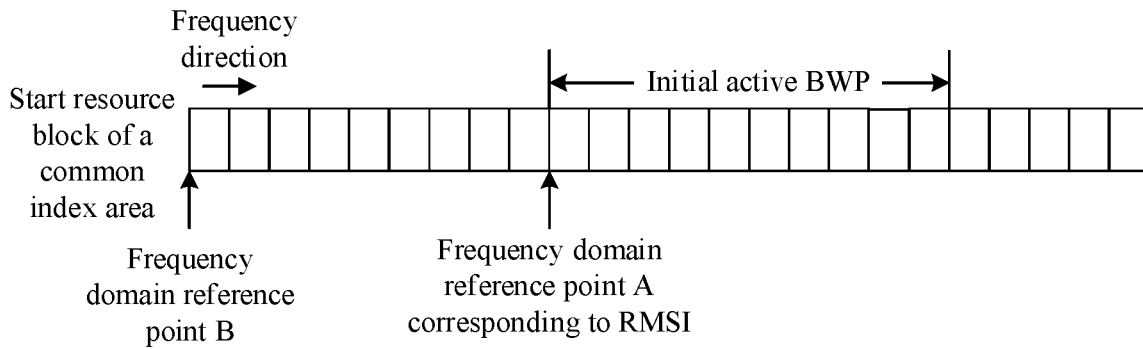 Frequency
direction
Initial active BWP
Start resource
block of a
common
index area
Frequency
domain reference
point B
Frequency domain
reference point A
corresponding to RMSI